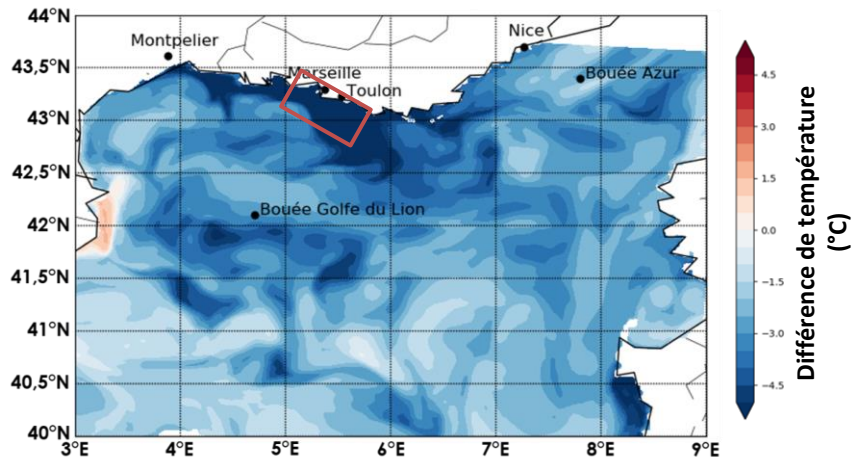 44°N
43,5°N
43°N
42,5°N
42°N
41,5°N
41°N
40,5°N
40°N
3°E
4°E
5°E
6°E
7°E
8°E
9°E
Montpelier
Marseille
Toulon
Nice
Bouée Azur
Bouée Golfe du Lion
4.5
3.0
1.5
0.0
−1.5
−3.0
−4.5
Différence de température
(°C)